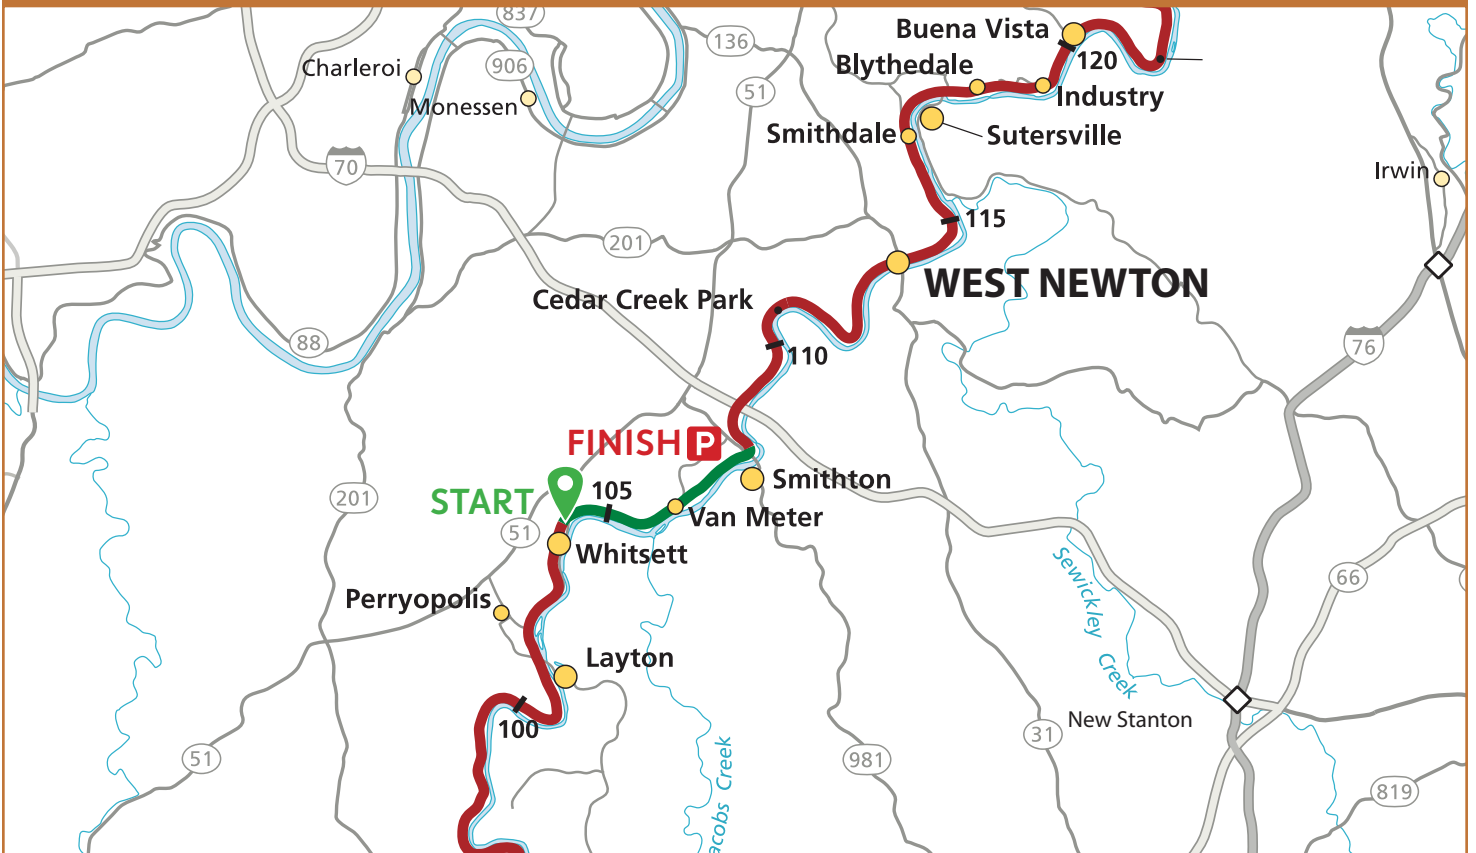 837
Buena Vista
136
120
Blythedale
906
Charleroi
51
Industry
Monessen
Smithdale
Sutersville
70
Irwin
115
201
WEST NEWTON
Cedar Creek Park
88
76
110
FINISH P
Smithton
START
105
201
Van Meter
51
Whitsett
Sewickley Creek
66
Perryopolis
Layton
New Stanton
100
31
51
981
acobs Creek
819